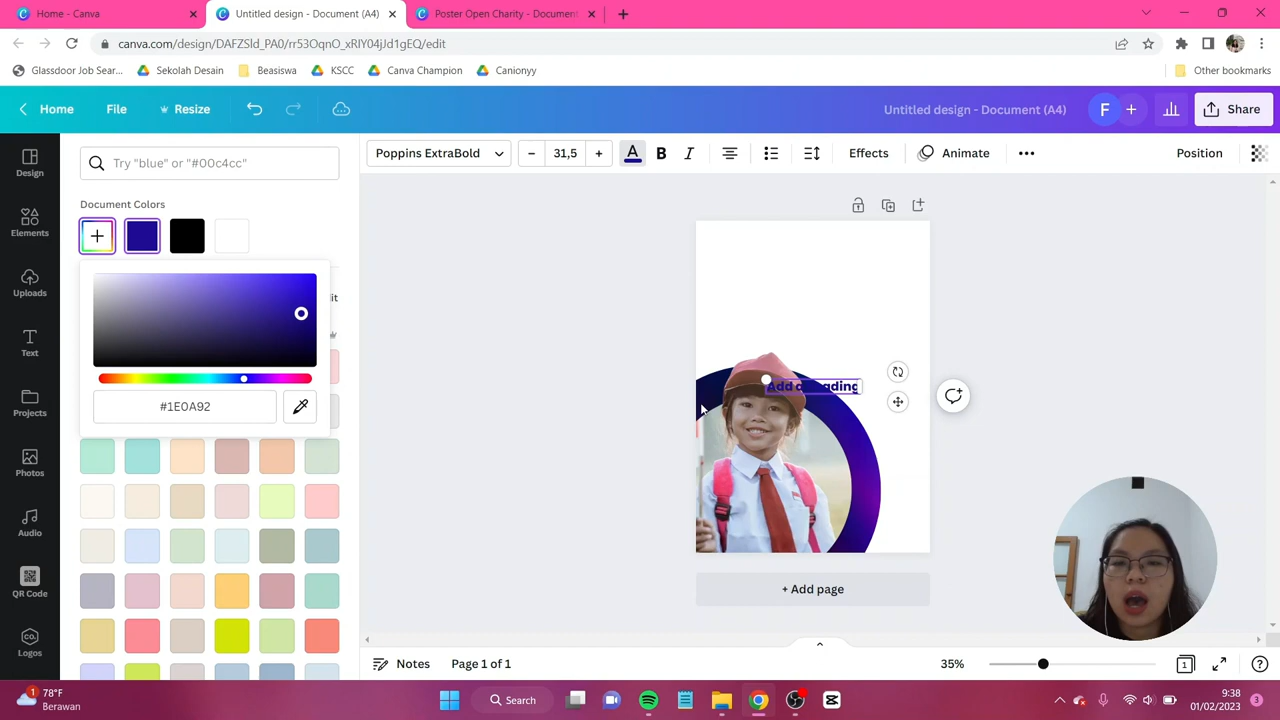 Home - Canva
Untitled design - Document (A4)
Poster Open Charity - Document
canva.com/design/DAFZSld_PA0/rr53OqnO_xRIY04jJd1gEQ/edit
Glassdoor Job Sear...
Sekolah Desain
Beasiswa
KSCC
Canva Champion
Canionyy
Other bookmarks
Home
File
Resize
Untitled design - Document (A4)
F
Share
Design
Elements
Uploads
Text
Projects
Photos
Audio
QR Code
Logos
Try "blue" or "#00c4cc"
Document Colors
#1E0A92
Poppins ExtraBold
31,5
A
B
I
Effects
Animate
Position
+ Add page
Notes
Page 1 of 1
35%
1
1
78°F
Berawan
Search
9:38
01/02/2023
3